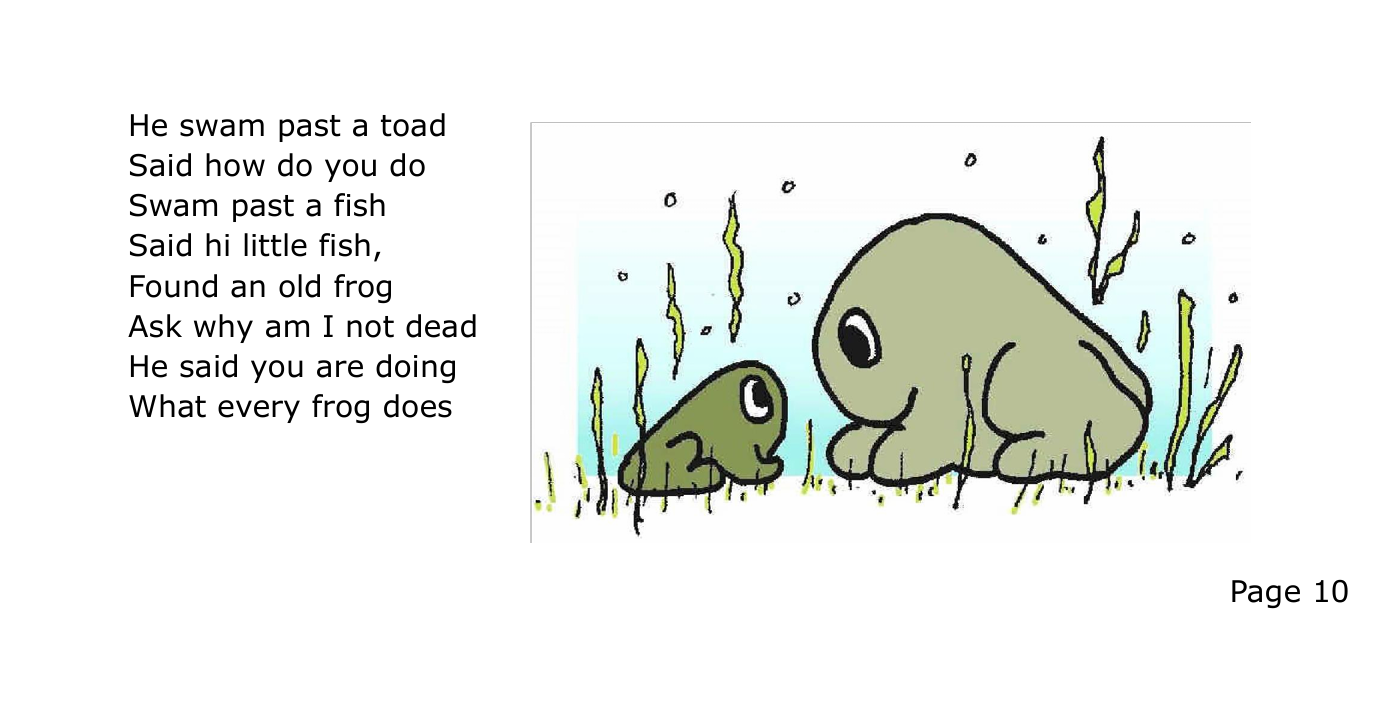 He swam past a toad
Said how do you do
Swam past a fish
Said hi little fish,
Found an old frog
Ask why am I not dead
He said you are doing
What every frog does
Page 10